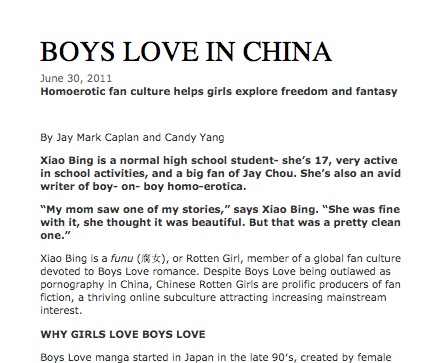 BOYS LOVE IN CHINA
June 30, 2011
Homoerotic fan culture helps girls explore freedom and fantasy
By Jay Mark Caplan and Candy Yang
Xiao Bing is a normal high school student- she’s 17, very active
in school activities, and a big fan of Jay Chou. She’s also an avid
writer of boy- on- boy homo-erotica.
“My mom saw one of my stories,” says Xiao Bing. “She was fine
with it, she thought it was beautiful. But that was a pretty clean
one.”
Xiao Bing is a funu (腐女), or Rotten Girl, member of a global fan culture
devoted to Boys Love romance. Despite Boys Love being outlawed as
pornography in China, Chinese Rotten Girls are prolific producers of fan
fiction, a thriving online subculture attracting increasing mainstream
interest.
WHY GIRLS LOVE BOYS LOVE
Boys Love manga started in Japan in the late 90’s, created by female